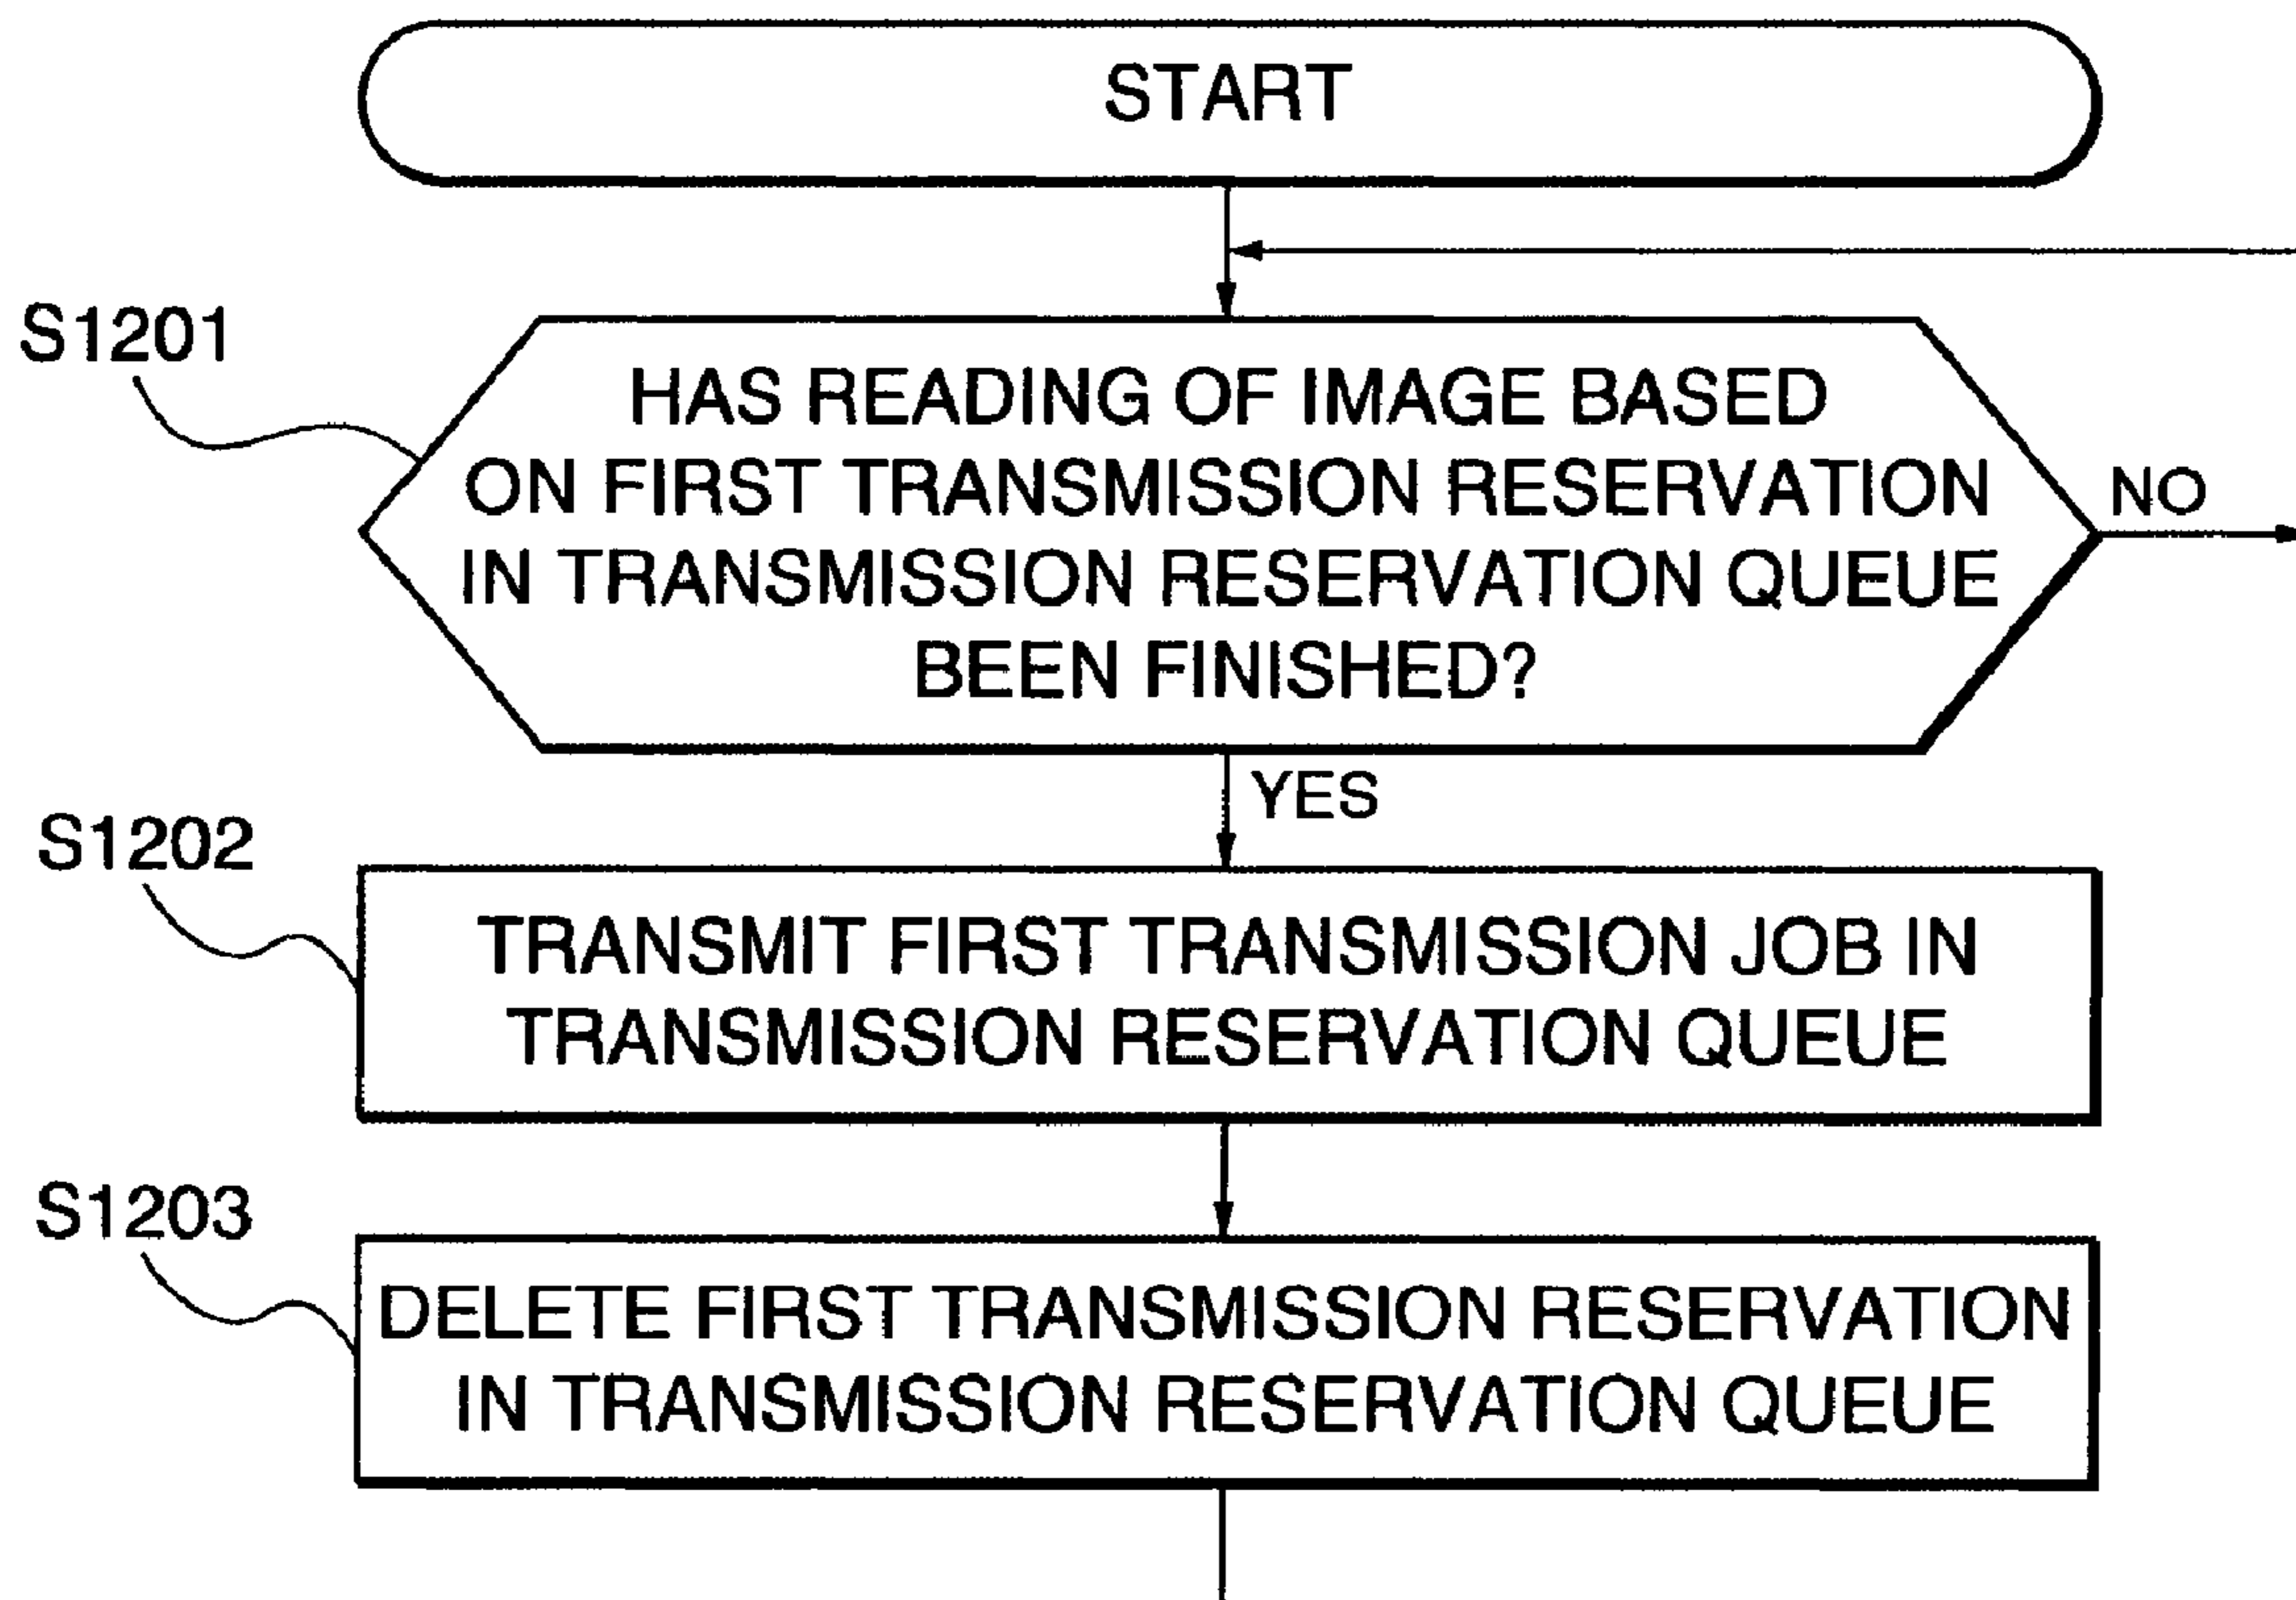 START
S1201
HAS READING OF IMAGE BASED
ON FIRST TRANSMISSION RESERVATION
IN TRANSMISSION RESERVATION QUEUE
BEEN FINISHED?
NO
YES
S1202
TRANSMIT FIRST TRANSMISSION JOB IN
TRANSMISSION RESERVATION QUEUE
S1203
DELETE FIRST TRANSMISSION RESERVATION
IN TRANSMISSION RESERVATION QUEUE